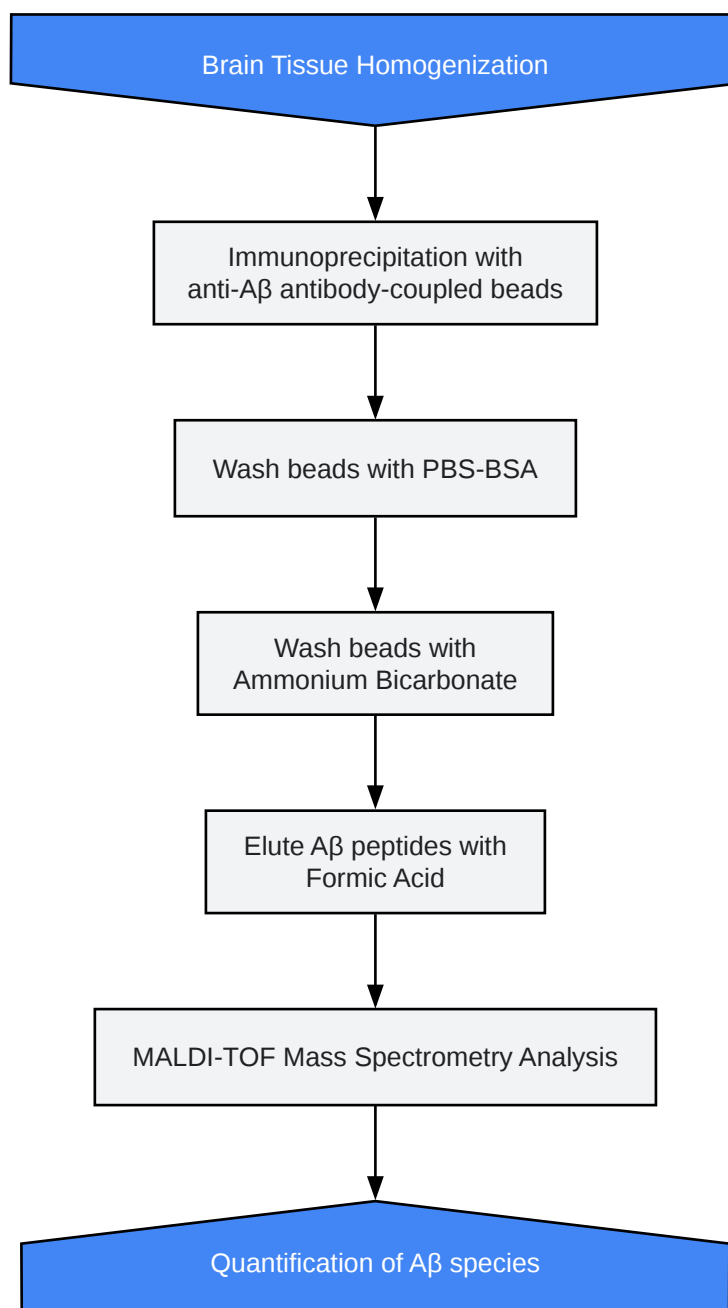 Brain Tissue Homogenization
Immunoprecipitation with
anti-Aβ antibody-coupled beads
Wash beads with PBS-BSA
Wash beads with
Ammonium Bicarbonate
Elute Aβ peptides with
Formic Acid
MALDI-TOF Mass Spectrometry Analysis
Quantification of Aβ species